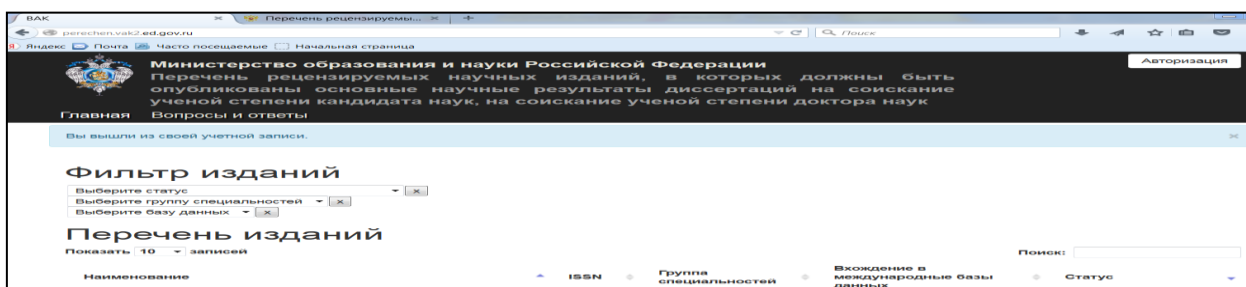 ВАК
Перечень рецензируемы...
perechen.vak2.ed.gov.ru
Поиск
Яндекс Почта Часто посещаемые Начальная страница
Министерство образования и науки Российской Федерации
Авторизация
Перечень рецензируемых научных изданий, в которых должны быть
опубликованы основные научные результаты диссертаций на соискание
ученой степени кандидата наук, на соискание ученой степени доктора наук
Главная Вопросы и ответы
Вы вышли из своей учетной записи.
Фильтр изданий
Выберите статус
Выберите группу специальностей
Выберите базу данных
Перечень изданий
Показать 10 записей
Поиск:
Наименование ISSN Группа специальностей Вхождение в международные базы данных Статус